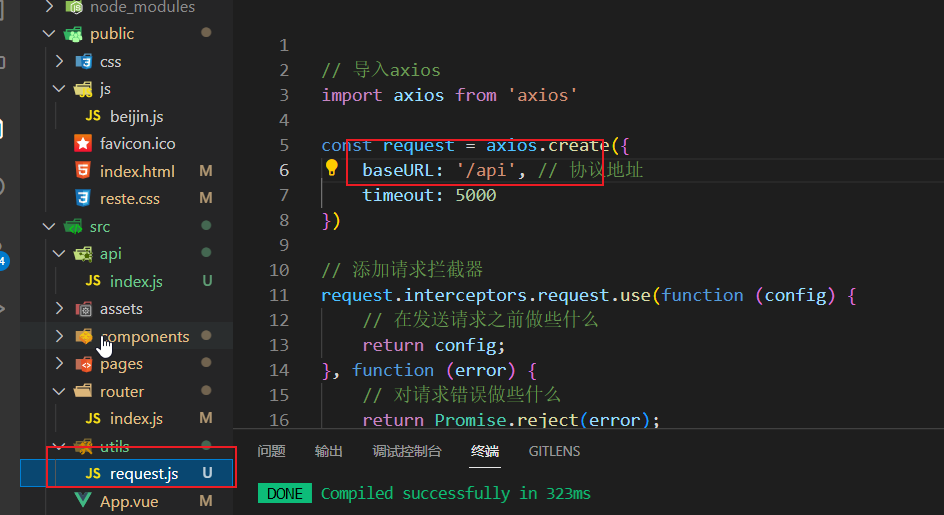 node_modules
public
css
js
JS beijin.js
favicon.ico
index.html M
reste.css M
src
api
JS index.js U
assets
components
pages
router
JS index.js M
utils
JS request.js U
App.vue M
4
1
2 // 导入axios
3 import axios from 'axios'
4
5 const request = axios.create({
6 baseURL: '/api', // 协议地址
7 timeout: 5000
8 })
9
10 // 添加请求拦截器
11 request.interceptors.request.use(function (config) {
12 // 在发送请求之前做些什么
13 return config;
14 }, function (error) {
15 // 对请求错误做些什么
16 return Promise.reject(error);
问题 输出 调试控制台 终端 GITLENS
DONE Compiled successfully in 323ms